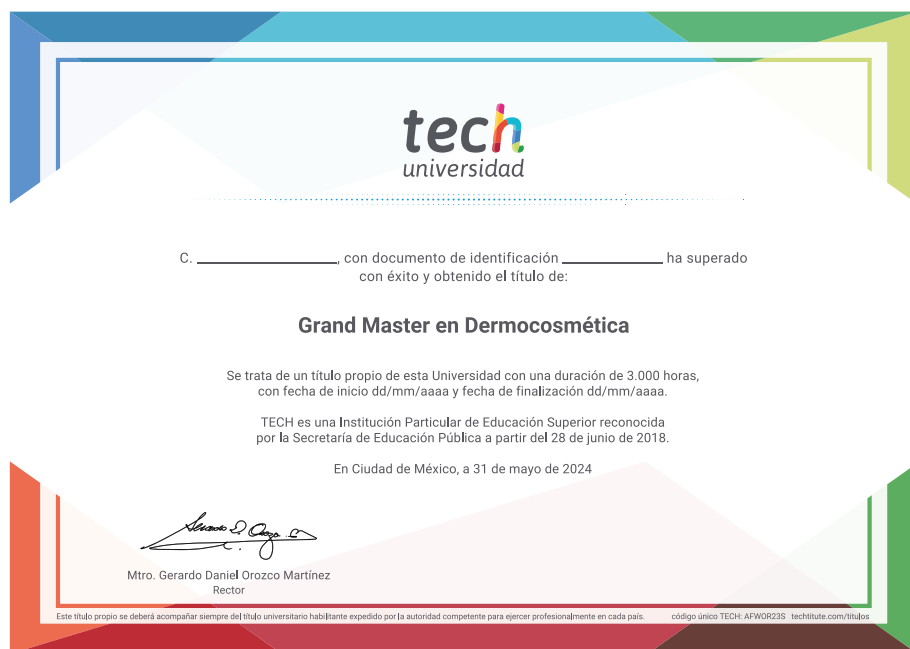 tech
universidad
C. ____________, con documento de identificación ____________ ha superado
con éxito y obtenido el título de:
Grand Master en Dermocosmética
Se trata de un título propio de esta Universidad con una duración de 3.000 horas,
con fecha de inicio dd/mm/aaaa y fecha de finalización dd/mm/aaaa.
TECH es una Institución Particular de Educación Superior reconocida
por la Secretaría de Educación Pública a partir del 28 de junio de 2018.
En Ciudad de México, a 31 de mayo de 2024
Mtro. Gerardo Daniel Orozco Martínez
Rector
Este título propio se deberá acompañar siempre del título universitario habilitante expedido por la autoridad competente para ejercer profesionalmente en cada país. código único TECH: AFWOR23S techtitute.com/titulos